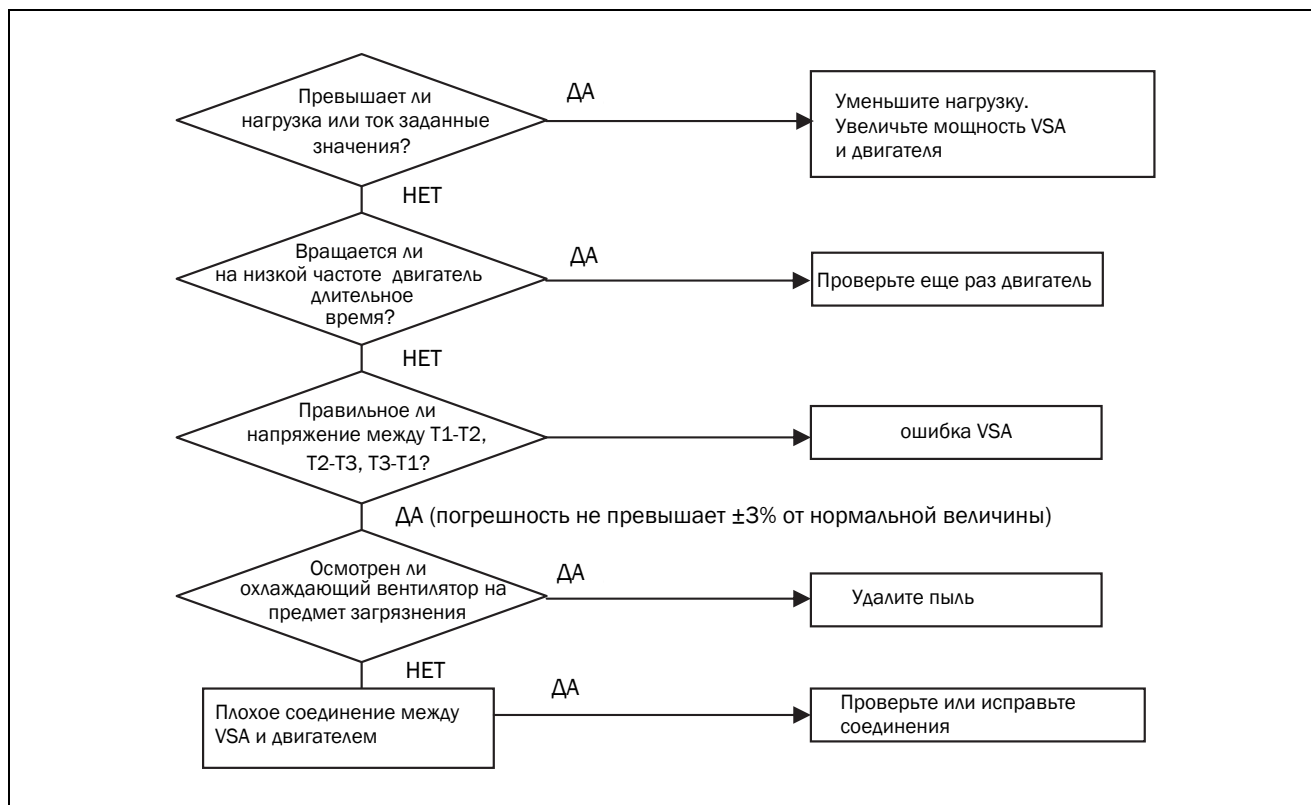 Превышает ли
нагрузка или ток заданные
значения?
ДА
Уменьшите нагрузку.
Увеличьте мощность VSA
и двигателя
НЕТ
Вращается ли
на низкой частоте двигатель
длительное
время?
ДА
Проверьте еще раз двигатель
НЕТ
Правильное ли
напряжение между T1-T2,
T2-T3, T3-T1?
ошибка VSA
ДА (погрешность не превышает ±3% от нормальной величины)
Осмотрен ли
охлаждающий вентилятор на
предмет загрязнения
ДА
Удалите пыль
НЕТ
Плохое соединение между
VSA и двигателем
ДА
Проверьте или исправьте
соединения